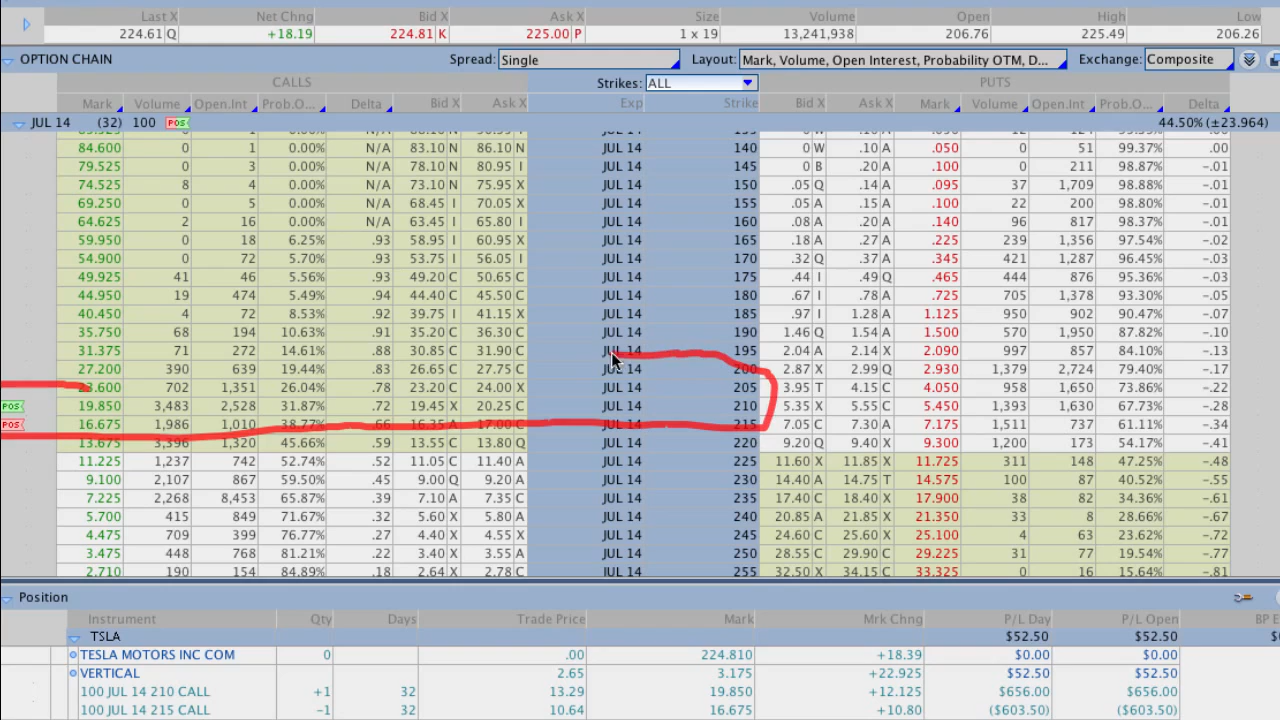 Last X Net Chng Bid X Ask X Size Volume Open High Low
224.61 Q +18.19 224.81 K 225.00 P 1 x 19 13,241,938 206.76 225.49 206.26
OPTION CHAIN Spread: Single Layout: Mark, Volume, Open Interest, Probability OTM, D... Exchange: Composite
CALLS Strikes: ALL PUTS
Mark Volume Open.Int Prob.O... Delta Bid X Ask X Exp Strike Bid X Ask X Mark Volume Open.Int Prob.O... Delta
JUL 14 (32) 100 POS 44.50% (±23.964)
84.600 0 1 0.00% N/A 83.10 N 86.10 N JUL 14 140 0 W .10 A .050 0 51 99.37% .00
79.525 0 3 0.00% N/A 78.10 N 80.95 I JUL 14 145 0 B .20 A .100 0 211 98.87% -.01
74.525 8 4 0.00% N/A 73.10 N 75.95 X JUL 14 150 .05 Q .14 A .095 37 1,709 98.88% -.01
69.250 0 5 0.00% N/A 68.45 I 70.05 X JUL 14 155 .05 A .15 A .100 22 200 98.80% -.01
64.625 2 16 0.00% N/A 63.45 I 65.80 I JUL 14 160 .08 A .20 A .140 96 817 98.37% -.01
59.950 0 18 6.25% .93 58.95 I 60.95 X JUL 14 165 .18 A .27 A .225 239 1,356 97.54% -.02
54.900 0 72 5.70% .93 53.75 I 56.05 I JUL 14 170 .32 Q .37 A .345 421 1,287 96.45% -.03
49.925 41 46 5.56% .93 49.20 C 50.65 C JUL 14 175 .44 I .49 Q .465 444 876 95.36% -.03
44.950 19 474 5.49% .94 44.40 C 45.50 C JUL 14 180 .67 I .78 A .725 705 1,378 93.30% -.05
40.450 4 72 8.53% .92 39.75 I 41.15 X JUL 14 185 .97 I 1.28 A 1.125 950 902 90.47% -.07
35.750 68 194 10.63% .91 35.20 C 36.30 C JUL 14 190 1.46 Q 1.54 A 1.500 570 1,950 87.82% -.10
31.375 71 272 14.61% .88 30.85 C 31.90 C JUL 14 195 2.04 A 2.14 X 2.090 997 857 84.10% -.13
27.200 390 639 19.44% .83 26.65 C 27.75 C JUL 14 200 2.87 X 2.99 Q 2.930 1,379 2,724 79.40% -.17
23.600 702 1,351 26.04% .78 23.20 C 24.00 X JUL 14 205 3.95 T 4.15 C 4.050 958 1,650 73.86% -.22
POS 19.850 3,483 2,528 31.87% .72 19.45 X 20.25 C JUL 14 210 5.35 X 5.55 C 5.450 1,393 1,630 67.73% -.28
POS 16.675 1,986 1,010 38.77% .66 16.35 A 17.00 C JUL 14 215 7.05 C 7.30 A 7.175 1,511 737 61.11% -.34
13.675 3,396 1,320 45.66% .59 13.55 C 13.80 Q JUL 14 220 9.20 Q 9.40 X 9.300 1,200 173 54.17% -.41
11.225 1,237 742 52.74% .52 11.05 C 11.40 A JUL 14 225 11.60 X 11.85 X 11.725 311 148 47.25% -.48
9.100 2,107 867 59.50% .45 9.00 Q 9.20 A JUL 14 230 14.40 A 14.75 T 14.575 100 87 40.52% -.55
7.225 2,268 8,453 65.87% .39 7.10 A 7.35 C JUL 14 235 17.40 C 18.40 X 17.900 38 82 34.36% -.61
5.700 415 849 71.67% .32 5.60 X 5.80 A JUL 14 240 20.85 A 21.85 X 21.350 33 8 28.66% -.67
4.475 709 399 76.77% .27 4.40 X 4.55 X JUL 14 245 24.60 C 25.60 X 25.100 4 63 23.62% -.72
3.475 448 768 81.21% .22 3.40 X 3.55 A JUL 14 250 28.55 C 29.90 C 29.225 31 77 19.54% -.77
2.710 190 154 84.89% .18 2.64 X 2.78 C JUL 14 255 32.50 X 34.15 C 33.325 0 16 15.64% -.81
Position
Instrument Qty Days Trade Price Mark Mrk Chng P/L Day P/L Open BP E
TSLA $52.50 $52.50
TESLA MOTORS INC COM 0 .00 224.810 +18.39 $0.00 $0.00
VERTICAL 2.65 3.175 +22.925 $52.50 $52.50
100 JUL 14 210 CALL +1 32 13.29 19.850 +12.125 $656.00 $656.00
100 JUL 14 215 CALL -1 32 10.64 16.675 +10.80 ($603.50) ($603.50)